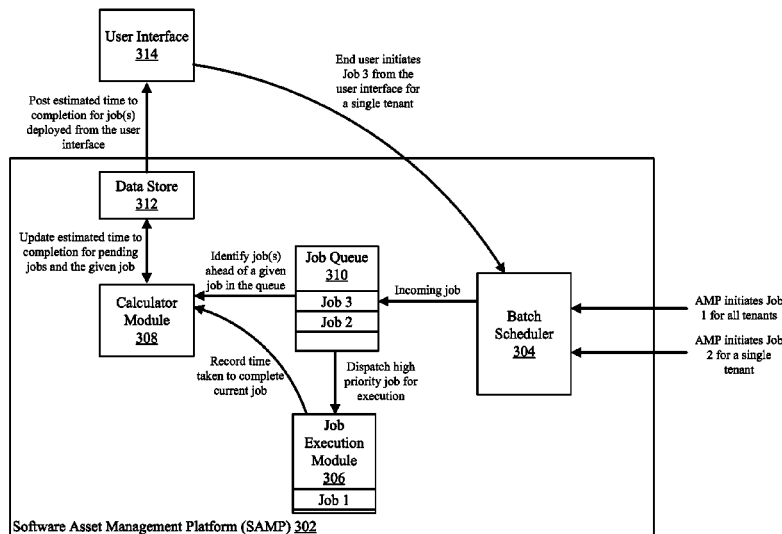 User Interface
314
End user initiates
Job 3 from the
user interface for
a single tenant
Post estimated time to
completion for job(s)
deployed from the user
interface
Data Store
312
Update estimated time to
completion for pending
jobs and the given job
Identify job(s)
ahead of a given
job in the queue
Job Queue
310
Job 3
Job 2
Incoming job
Batch
Scheduler
304
AMP initiates Job
1 for all tenants
AMP initiates Job
2 for a single
tenant
Calculator
Module
308
Record time
taken to complete
current job
Dispatch high
priority job for
execution
Job
Execution
Module
306
Job 1
Software Asset Management Platform (SAMP) 302